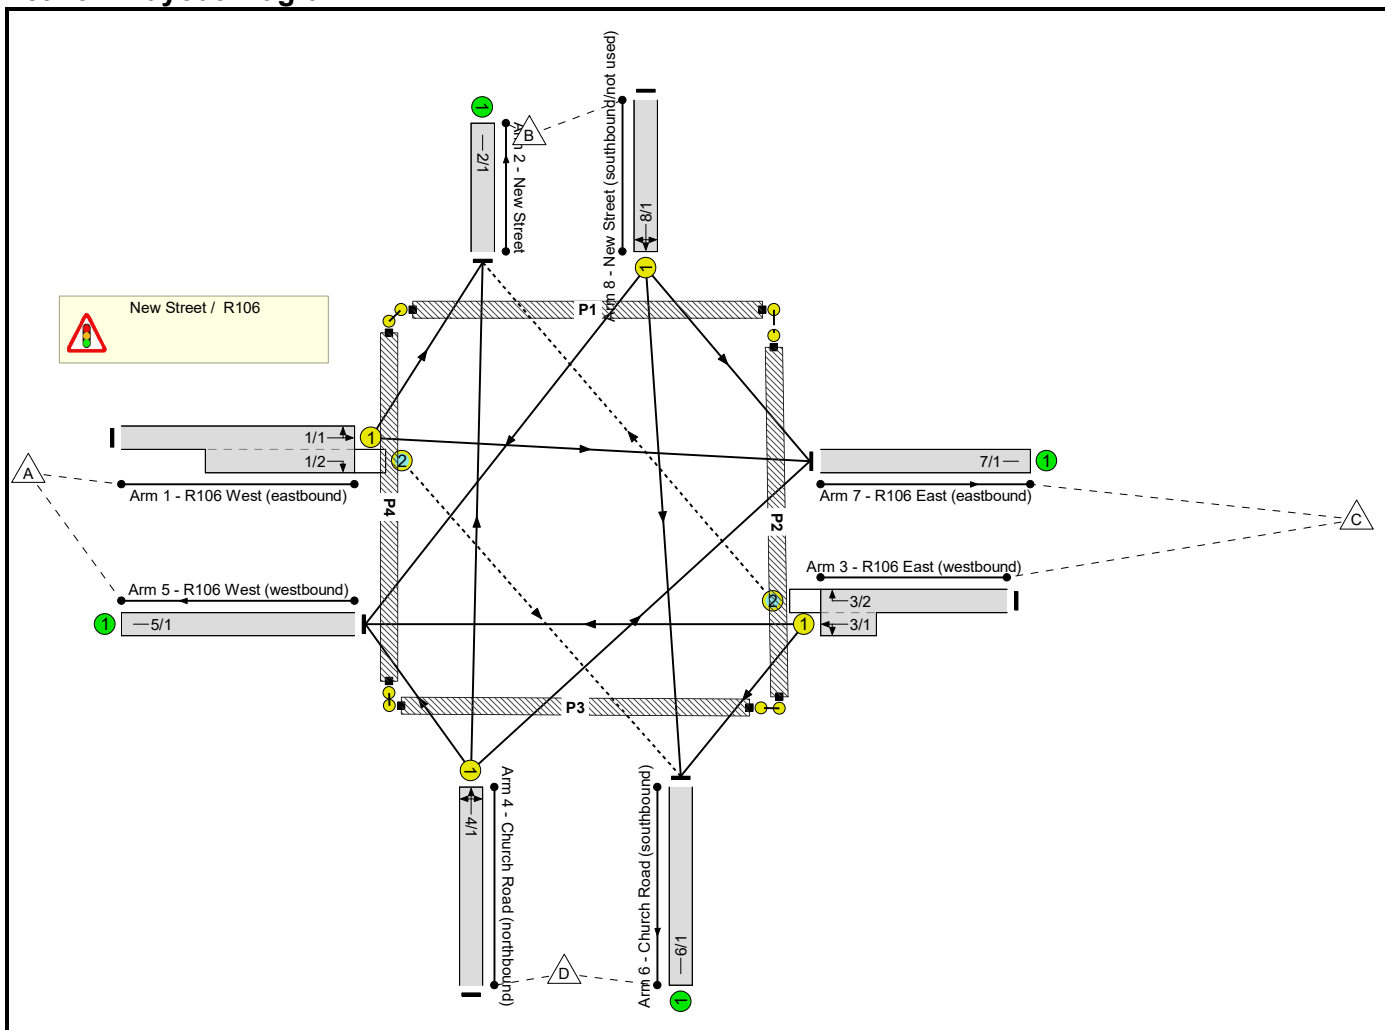 New Street / R106
1
2/1
Arm 2 - New Street
B
Arm 8 - New Street (southbound/not used)
8/1
1
P1
1/1
1
1/2
2
A
Arm 1 - R106 West (eastbound)
P4
7/1
1
Arm 7 - R106 East (eastbound)
P2
C
Arm 3 - R106 East (westbound)
Arm 5 - R106 West (westbound)
2
3/2
1
5/1
1
3/1
P3
1
4/1
Arm 4 - Church Road (northbound)
Arm 6 - Church Road (southbound)
6/1
D
1